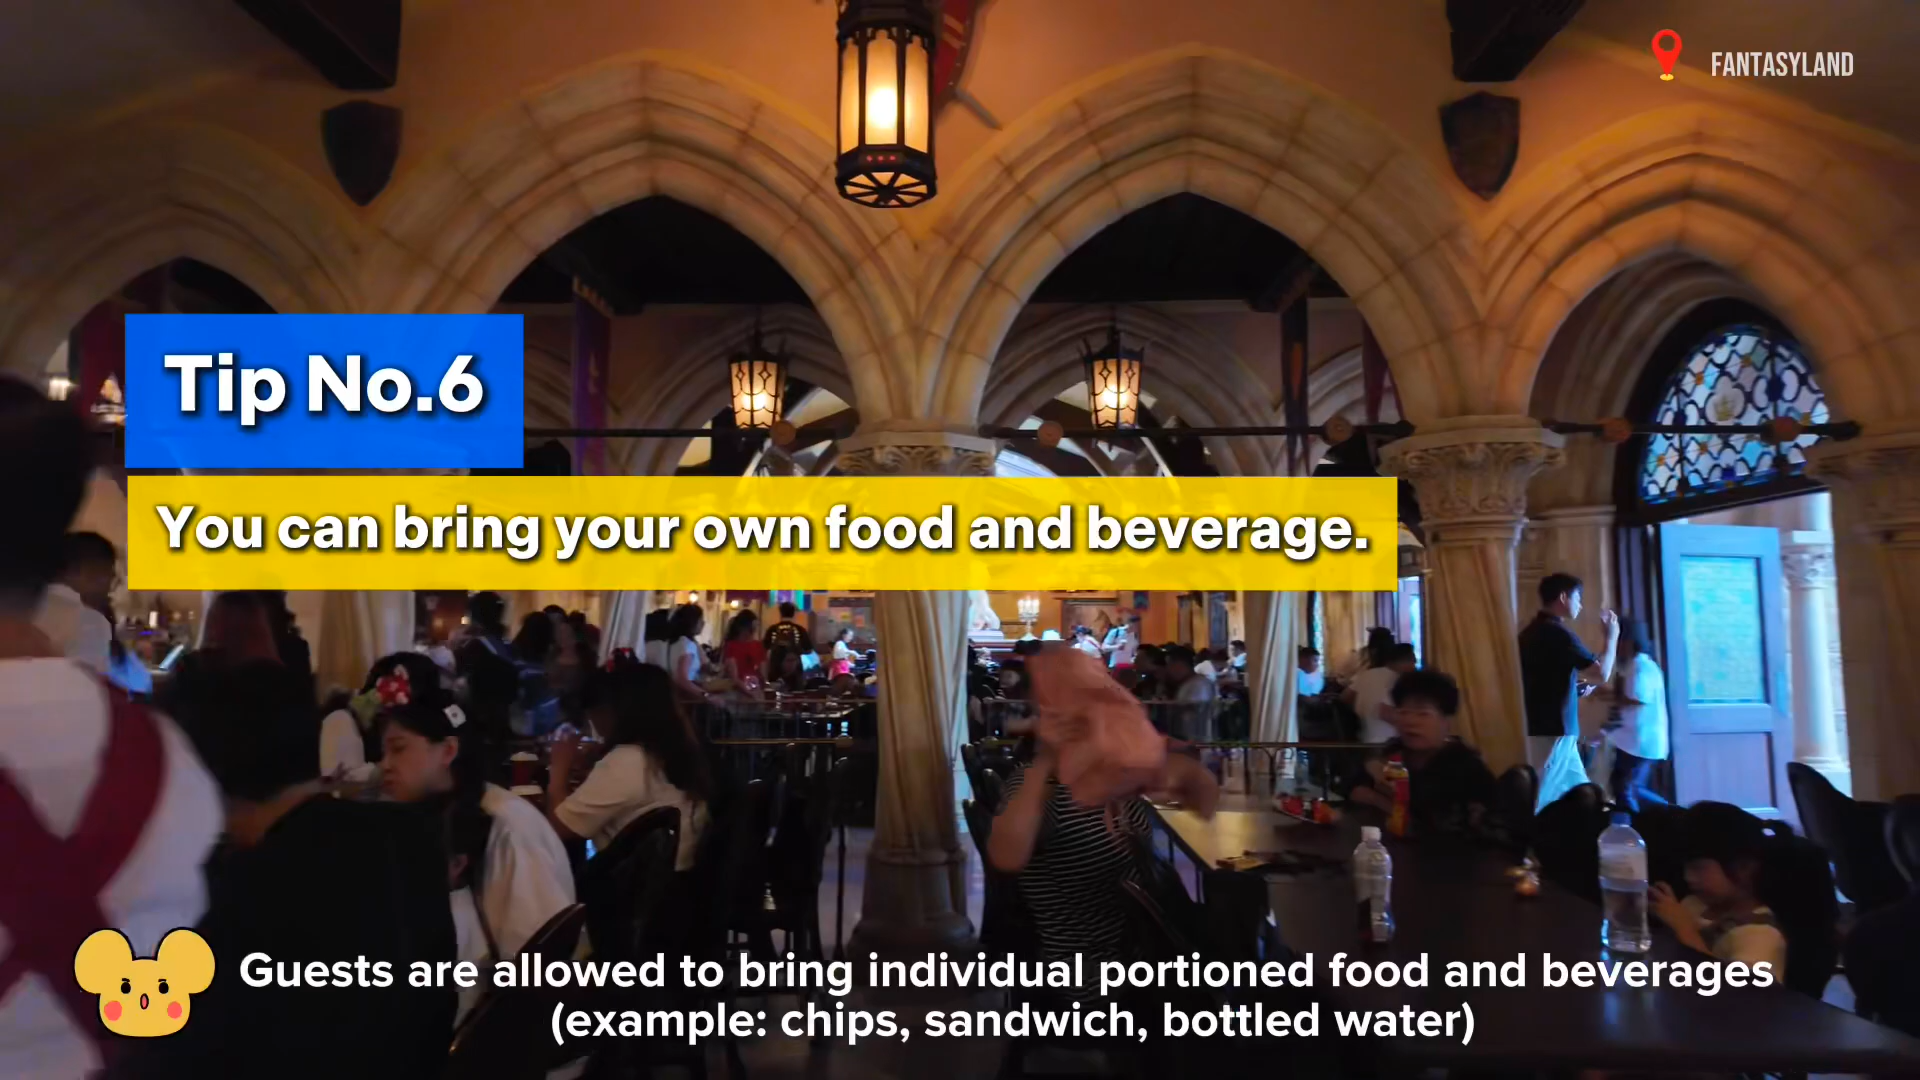 FANTASYLAND
Tip No.6
You can bring your own food and beverage.
Guests are allowed to bring individual portioned food and beverages
(example: chips, sandwich, bottled water)